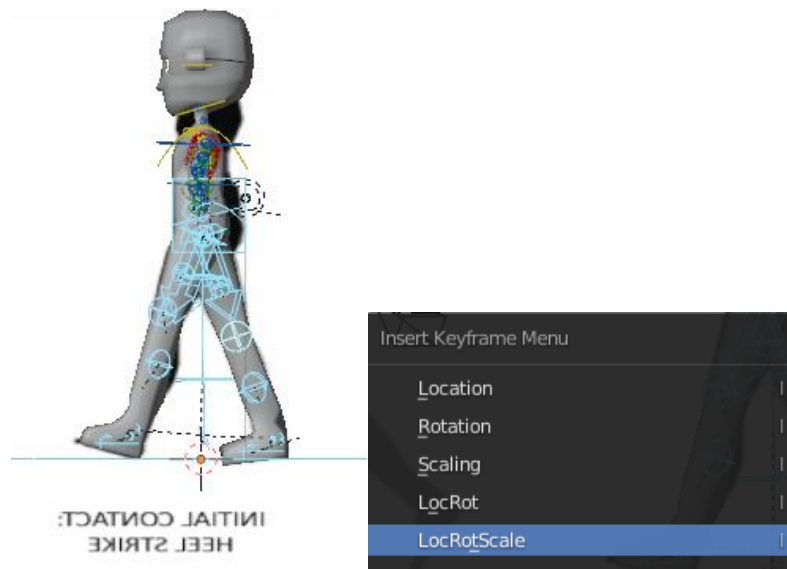 INITIAL CONTACT:
HEEL STRIKE
Insert Keyframe Menu
Location
Rotation
Scaling
LocRot
LocRotScale